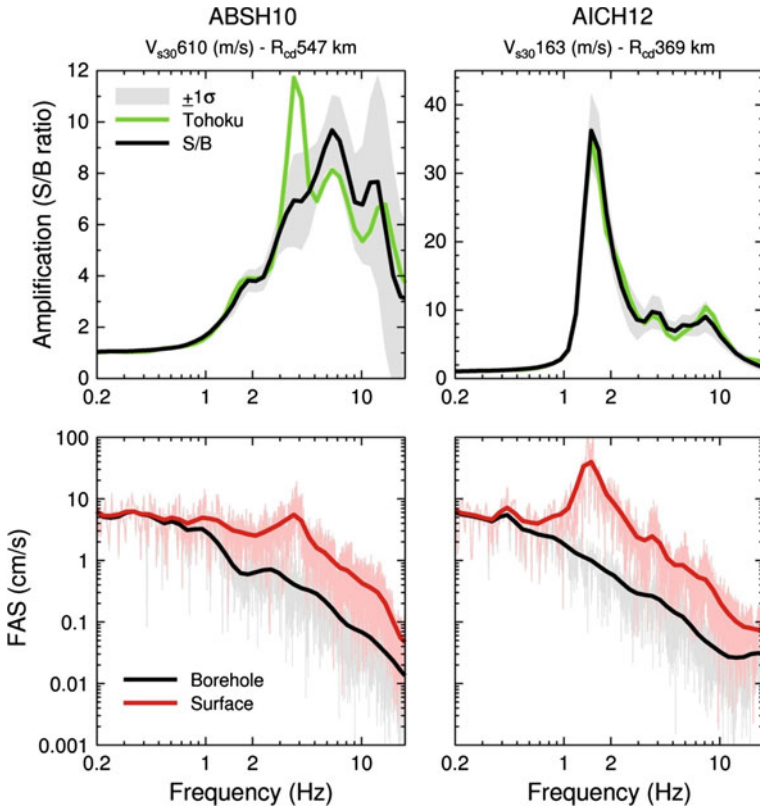 ABSH10
AICH12
Vs30610 (m/s) - Rcd547 km
Vs30163 (m/s) - Rcd369 km
12
10
8
6
4
2
0
Amplification (S/B ratio)
±1σ
Tohoku
S/B
0.2 1 2 10
40
30
20
10
0
0.2 1 2 10
100
10
1
0.1
0.01
0.001
FAS (cm/s)
Borehole
Surface
0.2 1 2 10
Frequency (Hz)
0.2 1 2 10
Frequency (Hz)